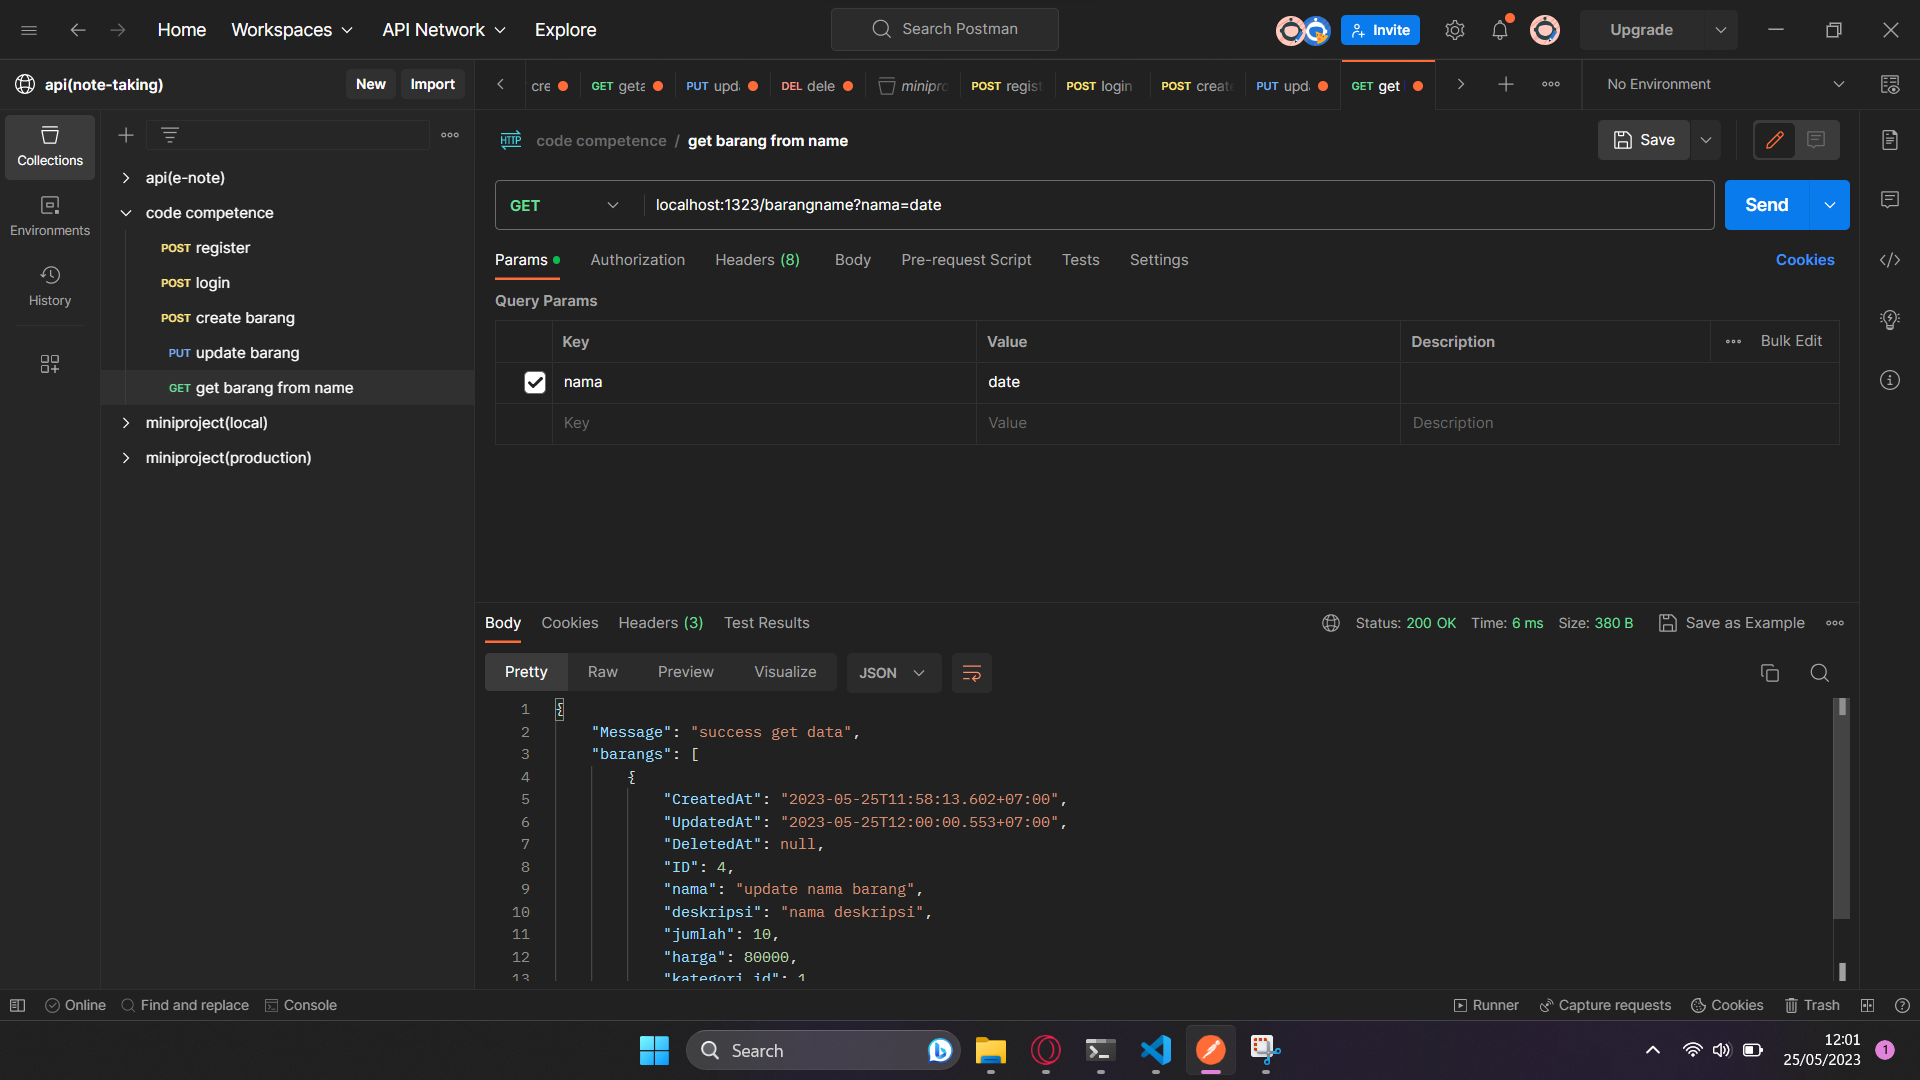 Home Workspaces API Network Explore Search Postman Invite Upgrade
api(note-taking) New Import cre GET geta PUT upda DEL dele minipro POST regist POST login POST create PUT upda GET get No Environment
Collections
Environments
History
api(e-note)
code competence
POST register
POST login
POST create barang
PUT update barang
GET get barang from name
miniproject(local)
miniproject(production)
HTTP code competence / get barang from name Save
GET localhost:1323/barangname?nama=date Send
Params Authorization Headers (8) Body Pre-request Script Tests Settings Cookies
Query Params
Key Value Description Bulk Edit
nama date
Key Value Description
Body Cookies Headers (3) Test Results Status: 200 OK Time: 6 ms Size: 380 B Save as Example
Pretty Raw Preview Visualize JSON
1 {
2 "Message": "success get data",
3 "barangs": [
4 {
5 "CreatedAt": "2023-05-25T11:58:13.602+07:00",
6 "UpdatedAt": "2023-05-25T12:00:00.553+07:00",
7 "DeletedAt": null,
8 "ID": 4,
9 "nama": "update nama barang",
10 "deskripsi": "nama deskripsi",
11 "jumlah": 10,
12 "harga": 80000,
13 "kategori_id": 1
Online Find and replace Console Runner Capture requests Cookies Trash
Search
12:01
25/05/2023
1